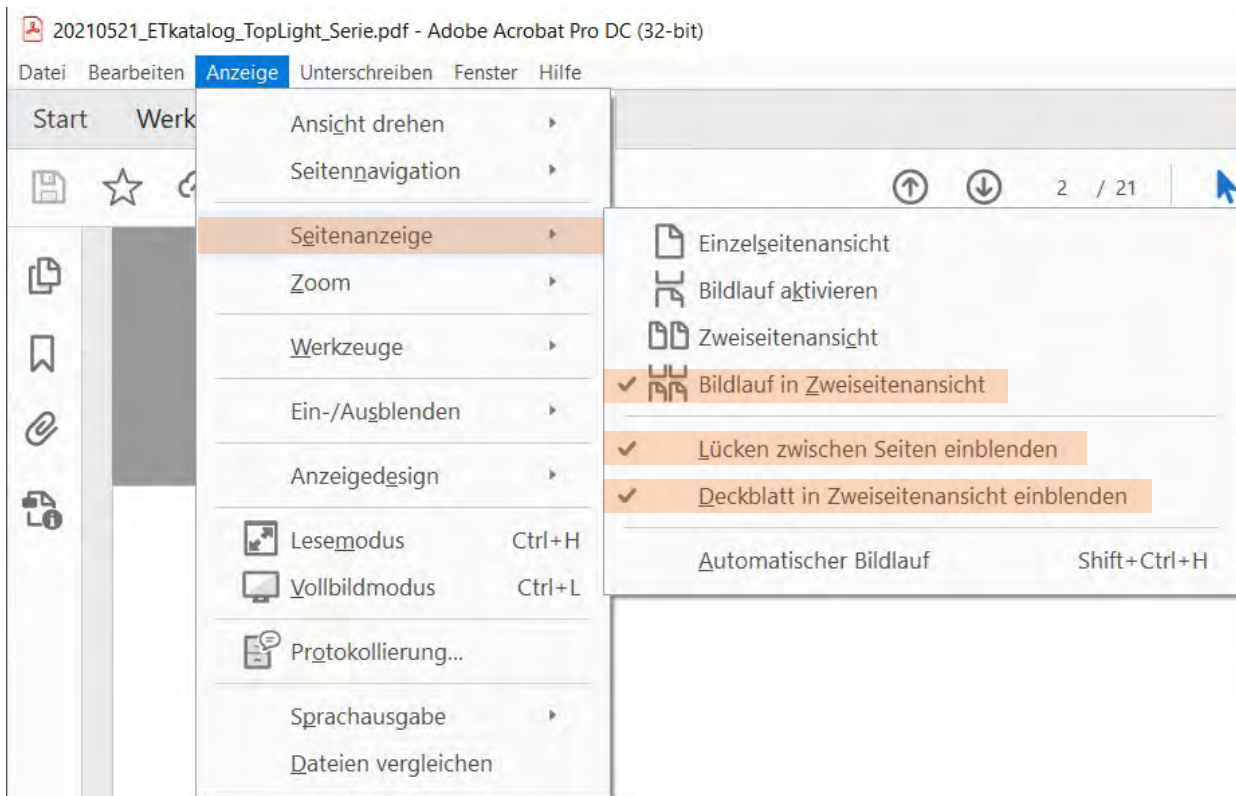 20210521_ETkatalog_TopLight_Serie.pdf - Adobe Acrobat Pro DC (32-bit)
Datei Bearbeiten Anzeige Unterschreiben Fenster Hilfe
Start Werk
2 / 21
Ansicht drehen
Seitennavigation
Seitenanzeige
Zoom
Werkzeuge
Ein-/Ausblenden
Anzeigedesign
Lesemodus Ctrl+H
Vollbildmodus Ctrl+L
Protokollierung...
Sprachausgabe
Dateien vergleichen
Einzelseitenansicht
Bildlauf aktivieren
Zweiseitenansicht
Bildlauf in Zweiseitenansicht
Lücken zwischen Seiten einblenden
Deckblatt in Zweiseitenansicht einblenden
Automatischer Bildlauf Shift+Ctrl+H